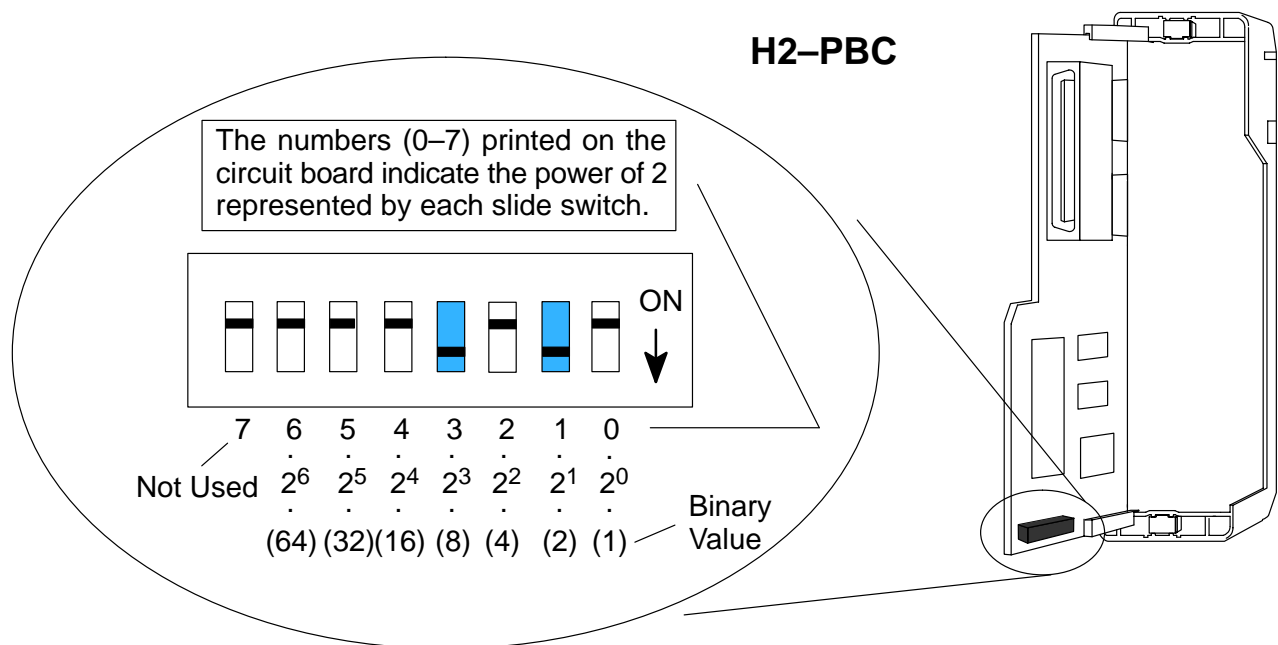 H2–PBC
The numbers (0–7) printed on the
circuit board indicate the power of 2
represented by each slide switch.
ON
7 6 5 4 3 2 1 0
Not Used 2⁶ 2⁵ 2⁴ 2³ 2² 2¹ 2⁰
(64) (32) (16) (8) (4) (2) (1)
Binary
Value